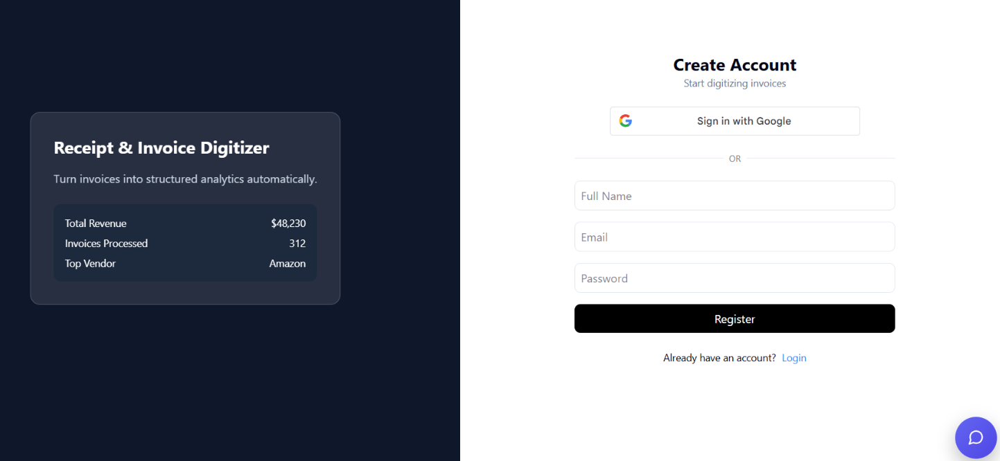 Receipt & Invoice Digitizer
Turn invoices into structured analytics automatically.
Total Revenue $48,230
Invoices Processed 312
Top Vendor Amazon
Create Account
Start digitizing invoices
Sign in with Google
OR
Full Name
Email
Password
Register
Already have an account? Login